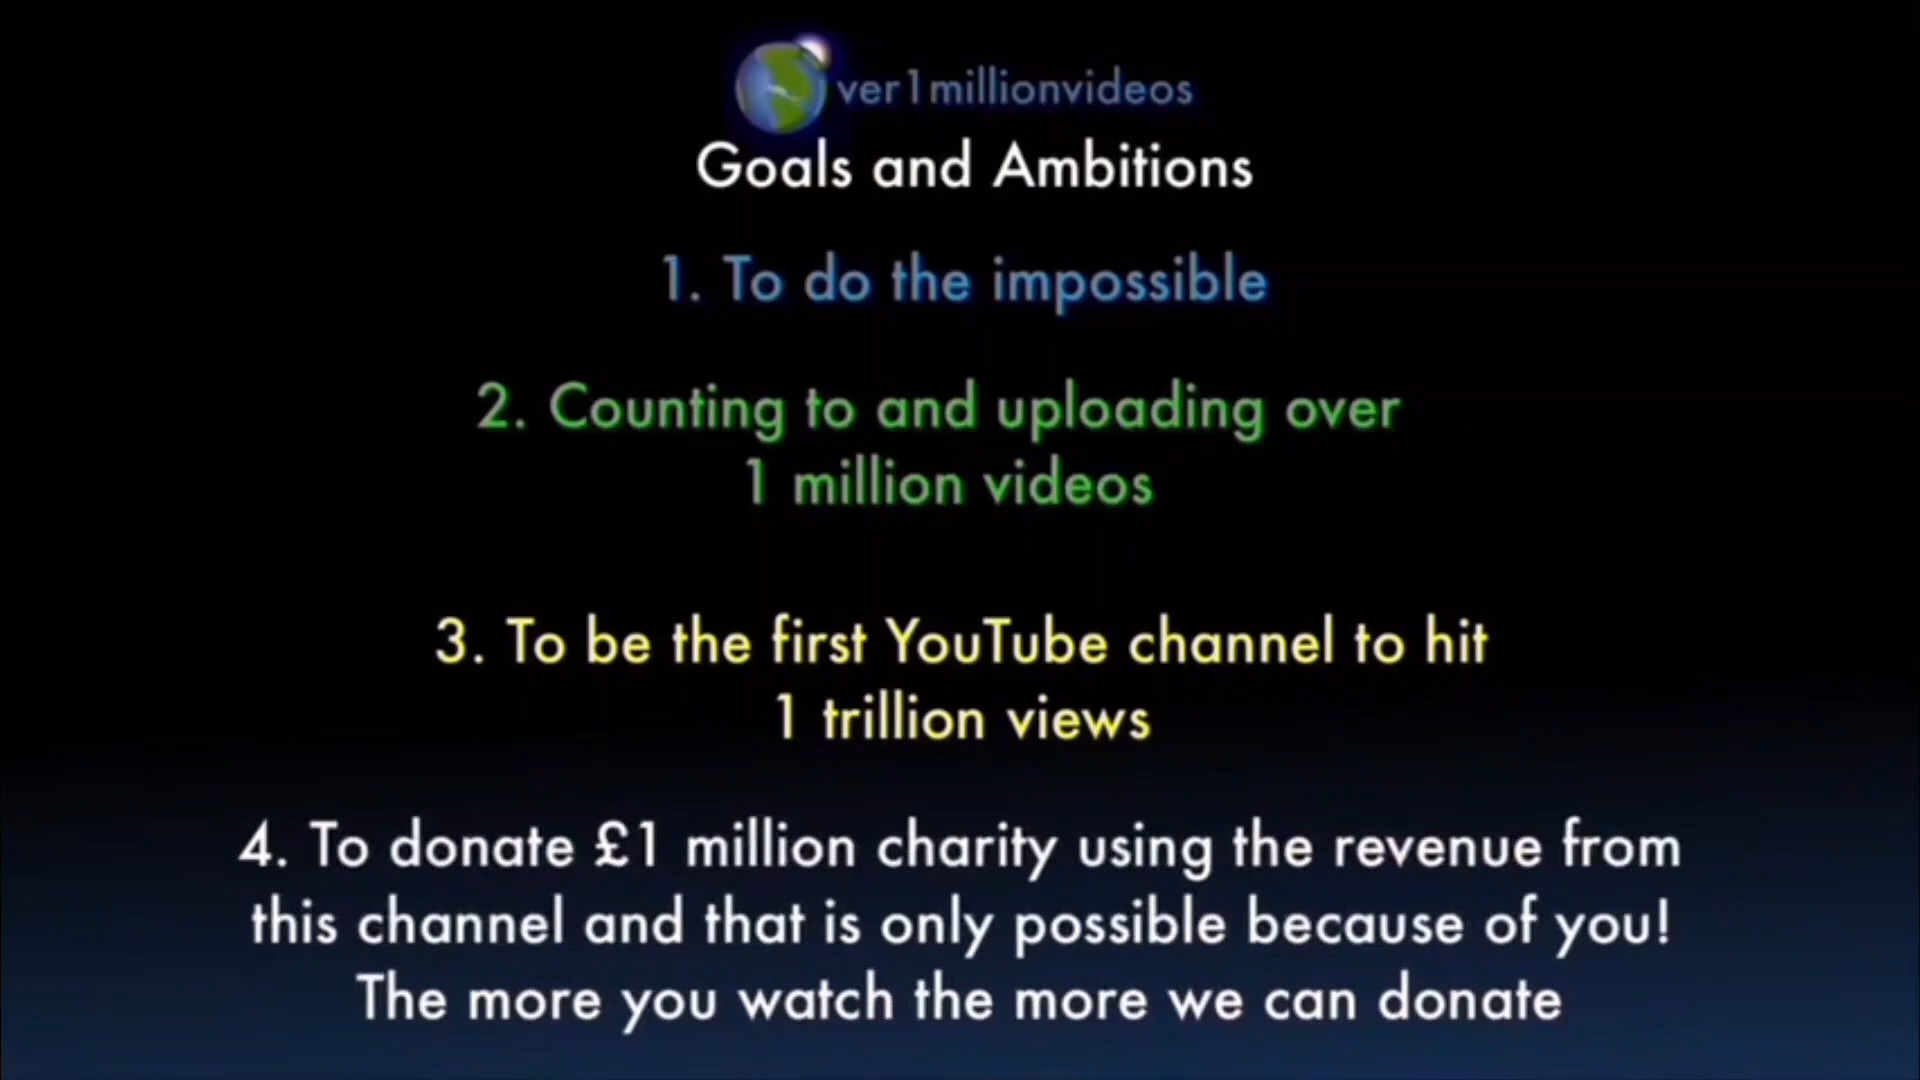 ver1millionvideos
Goals and Ambitions
1. To do the impossible
2. Counting to and uploading over
1 million videos
3. To be the first YouTube channel to hit
1 trillion views
4. To donate £1 million charity using the revenue from
this channel and that is only possible because of you!
The more you watch the more we can donate